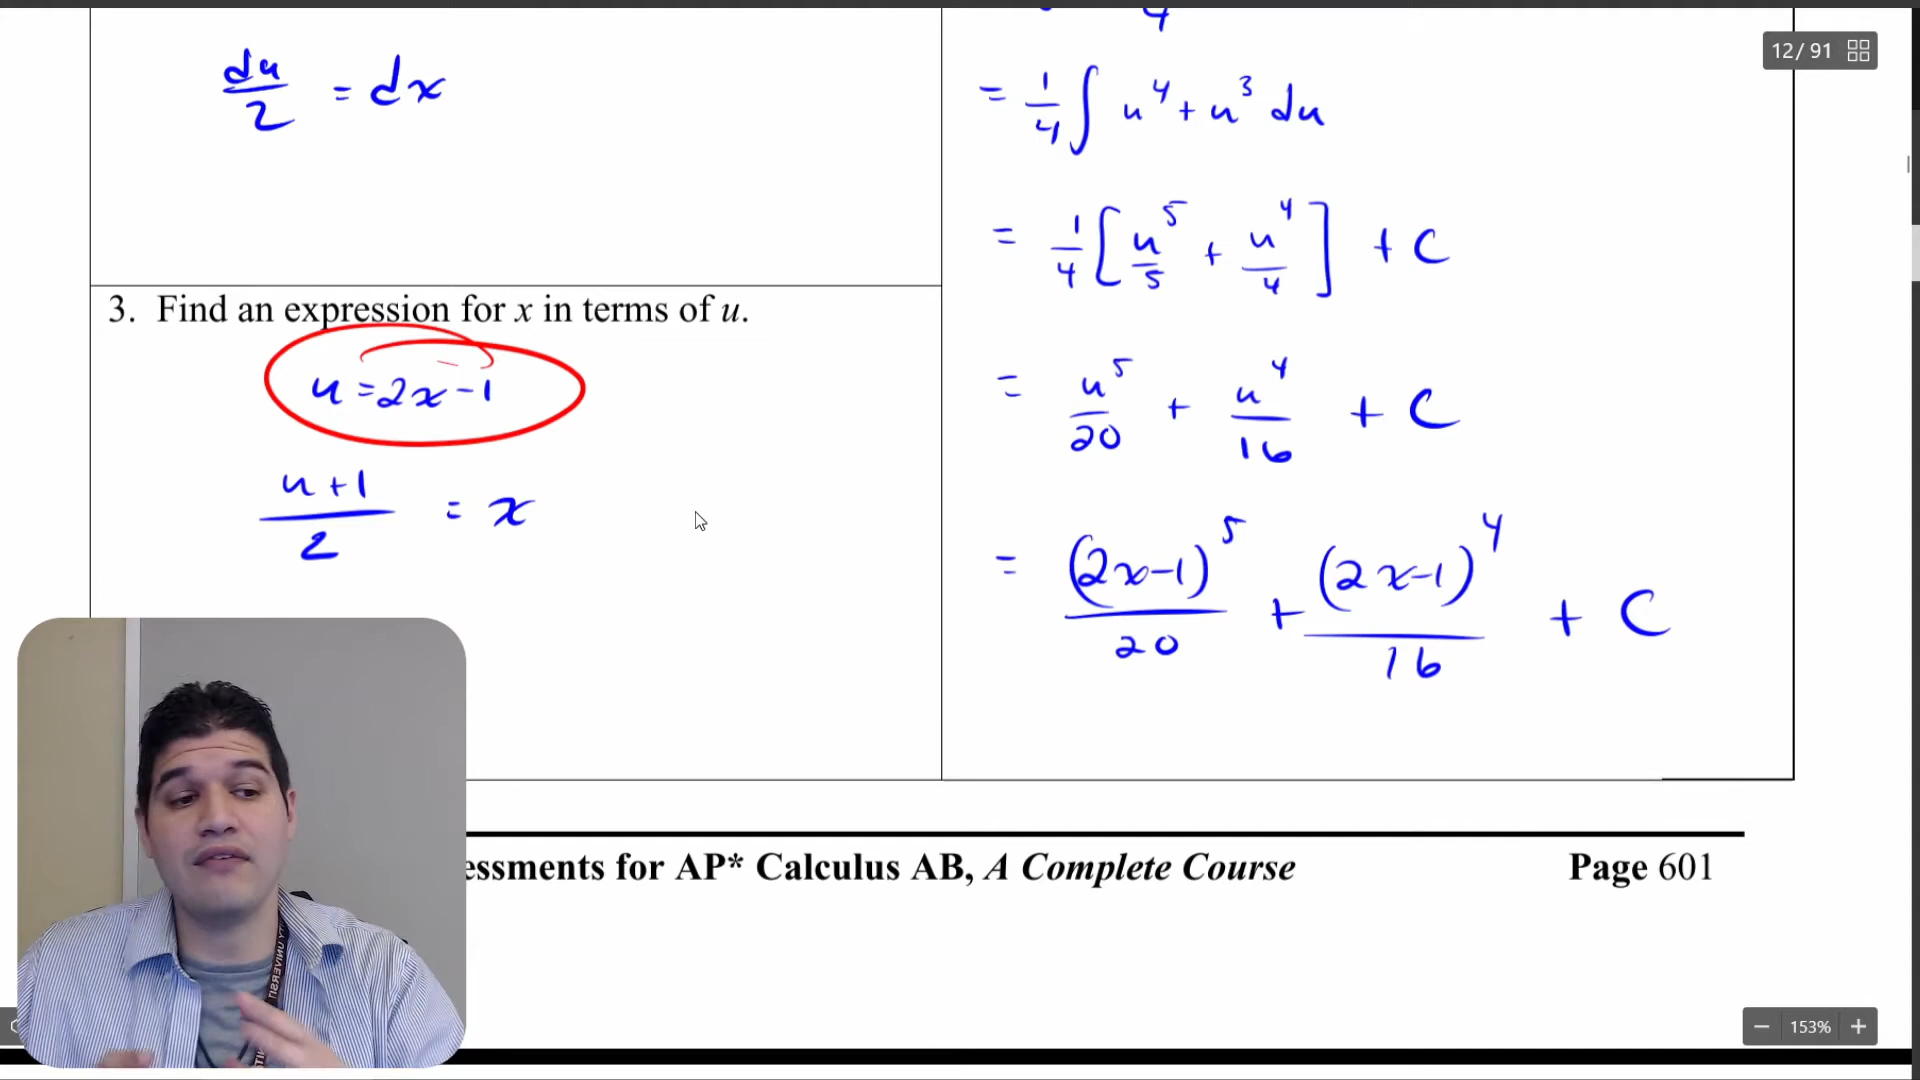 12 / 91
du/2 = dx
4
= 1/4 ∫ u^4 + u^3 du
= 1/4 [u^5/5 + u^4/4] + C
3. Find an expression for x in terms of u.
u = 2x - 1
= u^5/20 + u^4/16 + C
(u + 1)/2 = x
= (2x-1)^5/20 + (2x-1)^4/16 + C
essments for AP* Calculus AB, A Complete Course
Page 601
153%